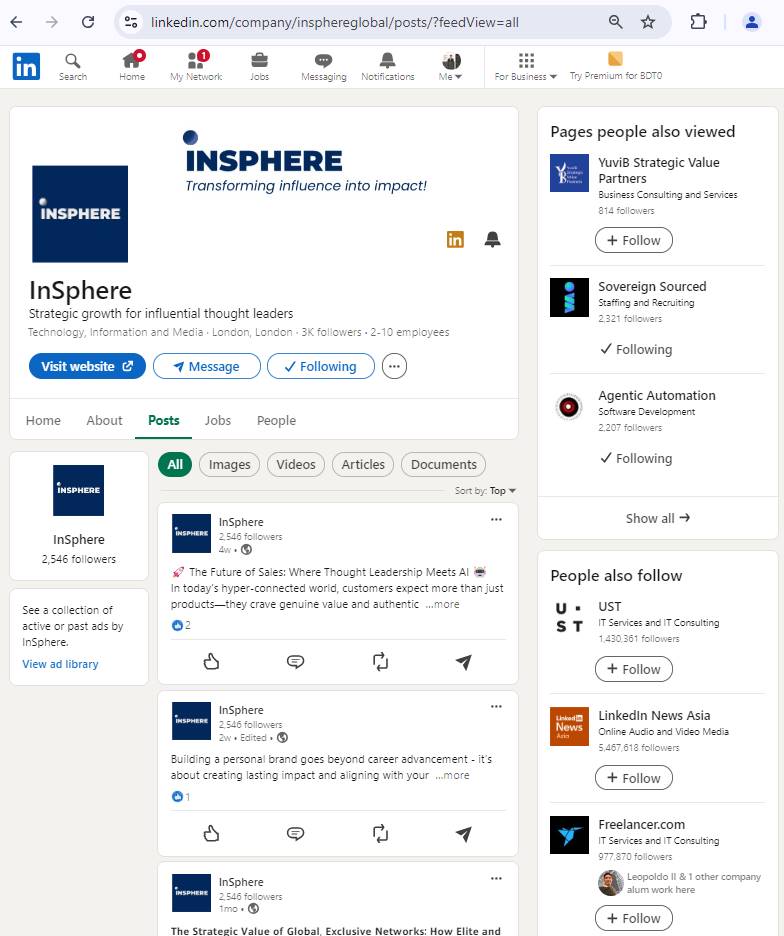 linkedin.com/company/insphereglobal/posts/?feedView=all
in
Search
Home
1
My Network
Jobs
Messaging
Notifications
Me
For Business
Try Premium for BDT0
INSPHERE
Transforming influence into impact!
INSPHERE
in
InSphere
Strategic growth for influential thought leaders
Technology, Information and Media · London, London · 3K followers · 2-10 employees
Visit website
Message
Following
Home
About
Posts
Jobs
People
INSPHERE
InSphere
2,546 followers
See a collection of
active or past ads by
InSphere.
View ad library
All
Images
Videos
Articles
Documents
Sort by: Top
INSPHERE
InSphere
2,546 followers
4w •
🚀 The Future of Sales: Where Thought Leadership Meets AI 🤖
In today's hyper-connected world, customers expect more than just
products—they crave genuine value and authentic ...more
2
INSPHERE
InSphere
2,546 followers
2w • Edited •
Building a personal brand goes beyond career advancement - it's
about creating lasting impact and aligning with your ...more
1
INSPHERE
InSphere
2,546 followers
1mo •
The Strategic Value of Global, Exclusive Networks: How Elite and
Pages people also viewed
YuviB Strategic Value
Partners
Business Consulting and Services
814 followers
+ Follow
Sovereign Sourced
Staffing and Recruiting
2,321 followers
Following
Agentic Automation
Software Development
2,207 followers
Following
Show all →
People also follow
U · S T
UST
IT Services and IT Consulting
1,430,361 followers
+ Follow
Linked in
News
Asia
LinkedIn News Asia
Online Audio and Video Media
5,467,618 followers
+ Follow
Freelancer.com
IT Services and IT Consulting
977,870 followers
Leopoldo II & 1 other company
alum work here
+ Follow